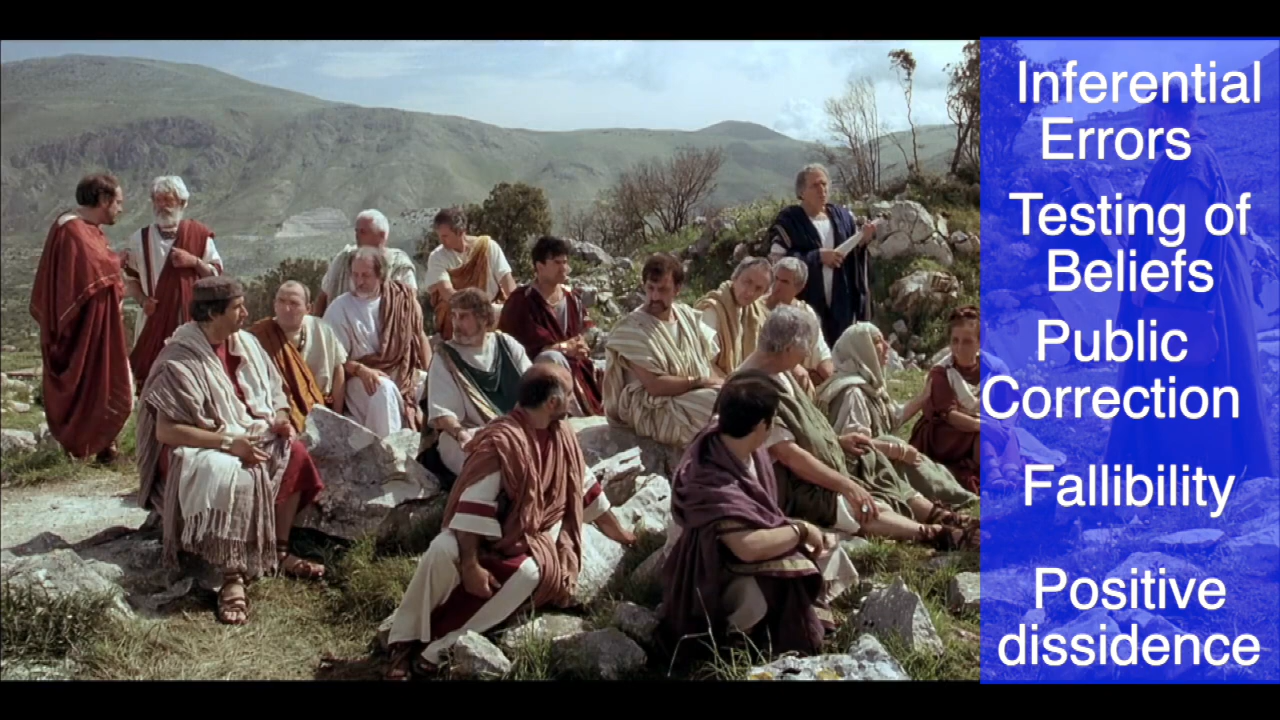 Inferential
Errors
Testing of
Beliefs
Public
Correction
Fallibility
Positive
dissidence